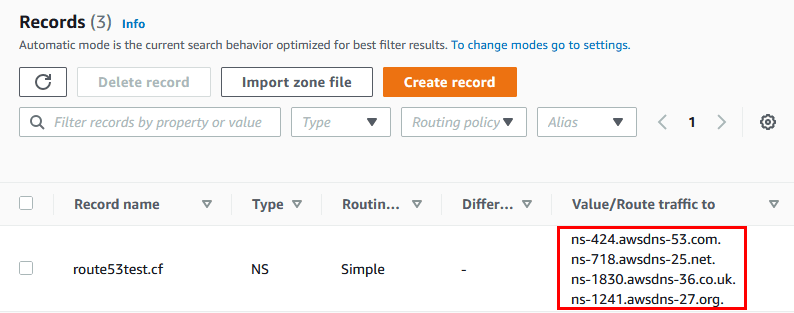 Records (3) Info
Automatic mode is the current search behavior optimized for best filter results. To change modes go to settings.
Delete record Import zone file Create record
Filter records by property or value Type Routing policy Alias 1
Record name Type Routin... Differ... Value/Route traffic to
ns-424.awsdns-53.com.
ns-718.awsdns-25.net.
route53test.cf NS Simple -
ns-1830.awsdns-36.co.uk.
ns-1241.awsdns-27.org.